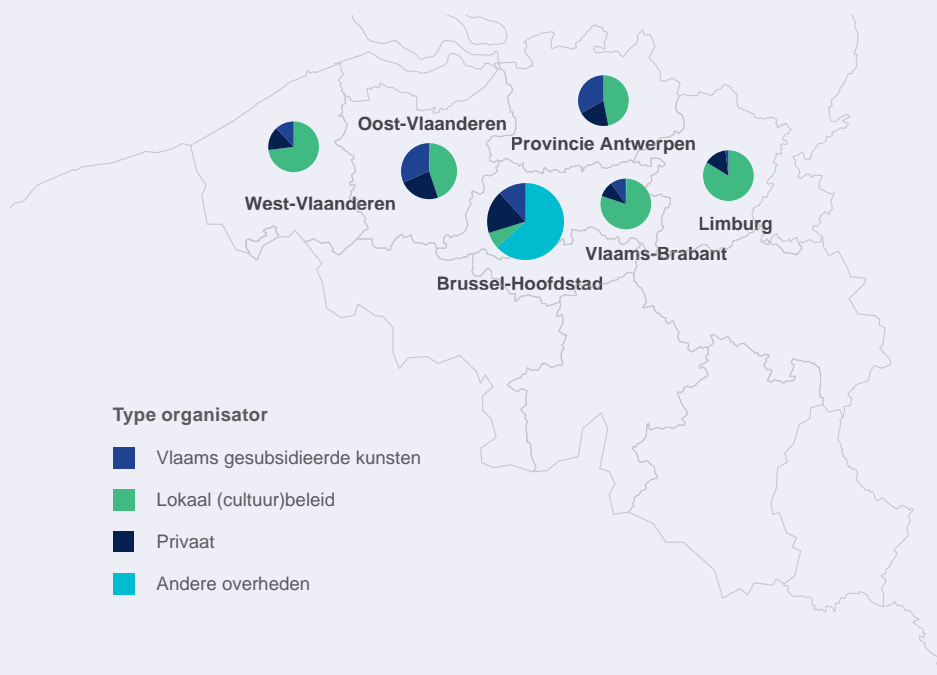 Oost-Vlaanderen
Provincie Antwerpen
West-Vlaanderen
Limburg
Vlaams-Brabant
Brussel-Hoofdstad
Type organisator
Vlaams gesubsidieerde kunsten
Lokaal (cultuur)beleid
Privaat
Andere overheden